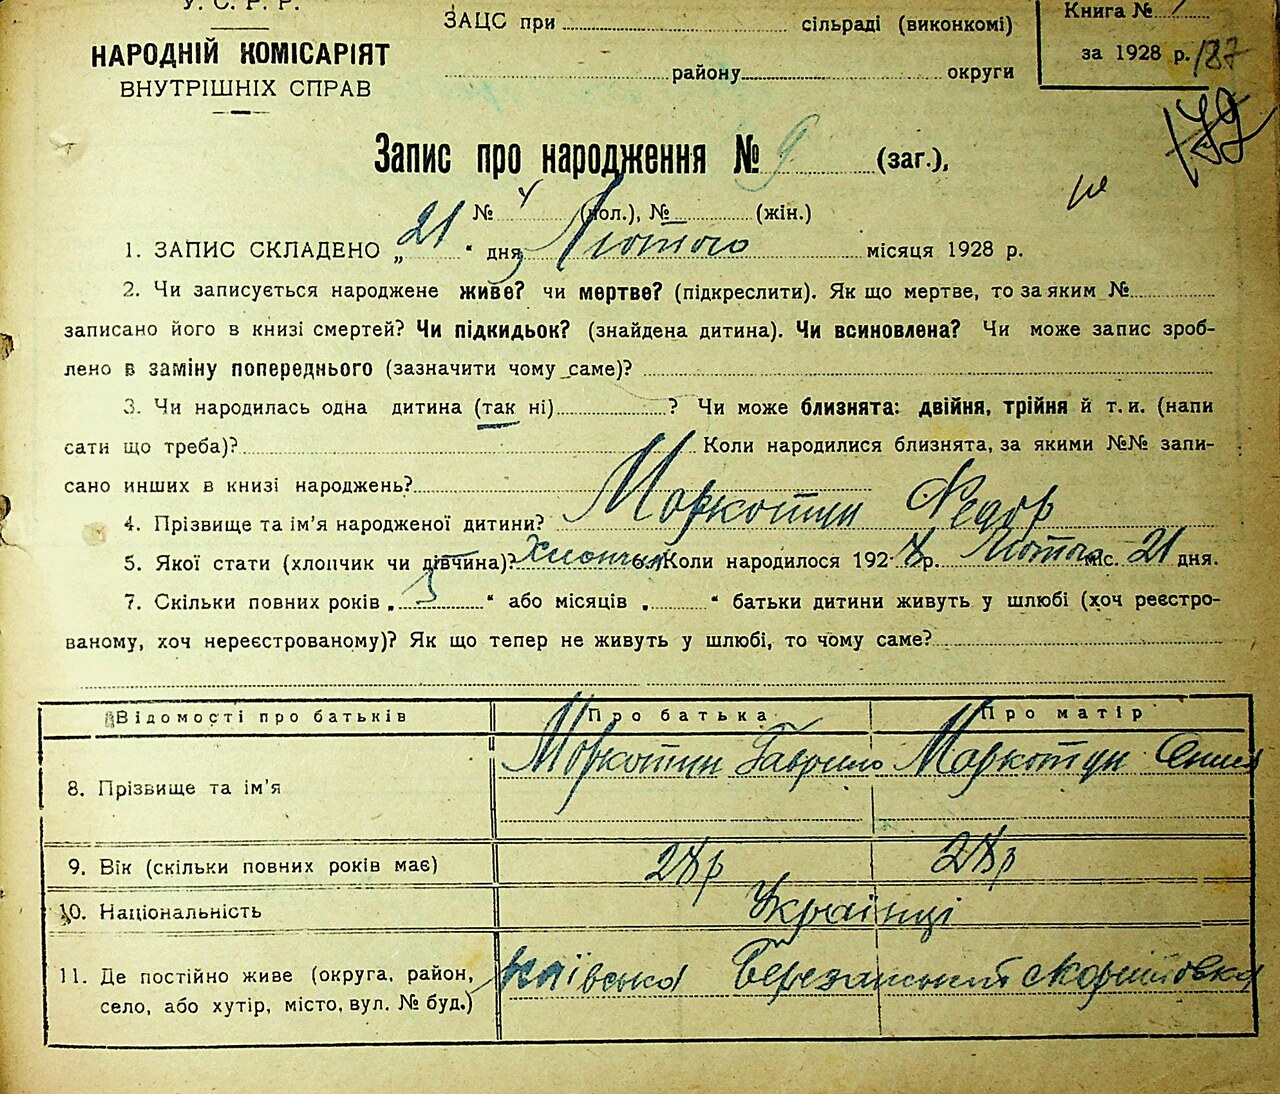 У. С. Р. Р.
НАРОДНІЙ КОМІСАРІЯТ
ВНУТРІШНІХ СПРАВ
ЗАЦС при сільраді (виконкомі)
району округи
Книга №
за 1928 р. 187
Запис про народження № 9 (заг.),
№ 4 (чол.), № (жін.)
1. ЗАПИС СКЛАДЕНО „21“ дня Лютого місяця 1928 р.
2. Чи записується народжене живе? чи мертве? (підкреслити). Як що мертве, то за яким №
записано його в книзі смертей? Чи підкидьок? (знайдена дитина). Чи всиновлена? Чи може запис зроб-
лено в заміну попереднього (зазначити чому саме)?
3. Чи народилась одна дитина (так ні) ? Чи може близнята: двійня, трійня й т. и. (напи
сати що треба)? Коли народилися близнята, за якими №№ запи-
сано инших в книзі народжень?
4. Прізвище та ім'я народженої дитини? Маркотун Федор
5. Якої стати (хлопчик чи дівчина)? Хлопчик Коли народилося 1928 р. Лютого міс. 21 дня.
7. Скільки повних років „3“ або місяців „ “ батьки дитини живуть у шлюбі (хоч реєстро-
ваному, хоч нереєстрованому)? Як що тепер не живуть у шлюбі, то чому саме?
Відомості про батьків Про батька Про матір
8. Прізвище та ім'я Маркотун Гаврило Маркотун
9. Вік (скільки повних років має) 28р 28р
10. Національність Українці
11. Де постійно живе (округа, район, Київська Березанський
село, або хутір, місто, вул. № буд.)